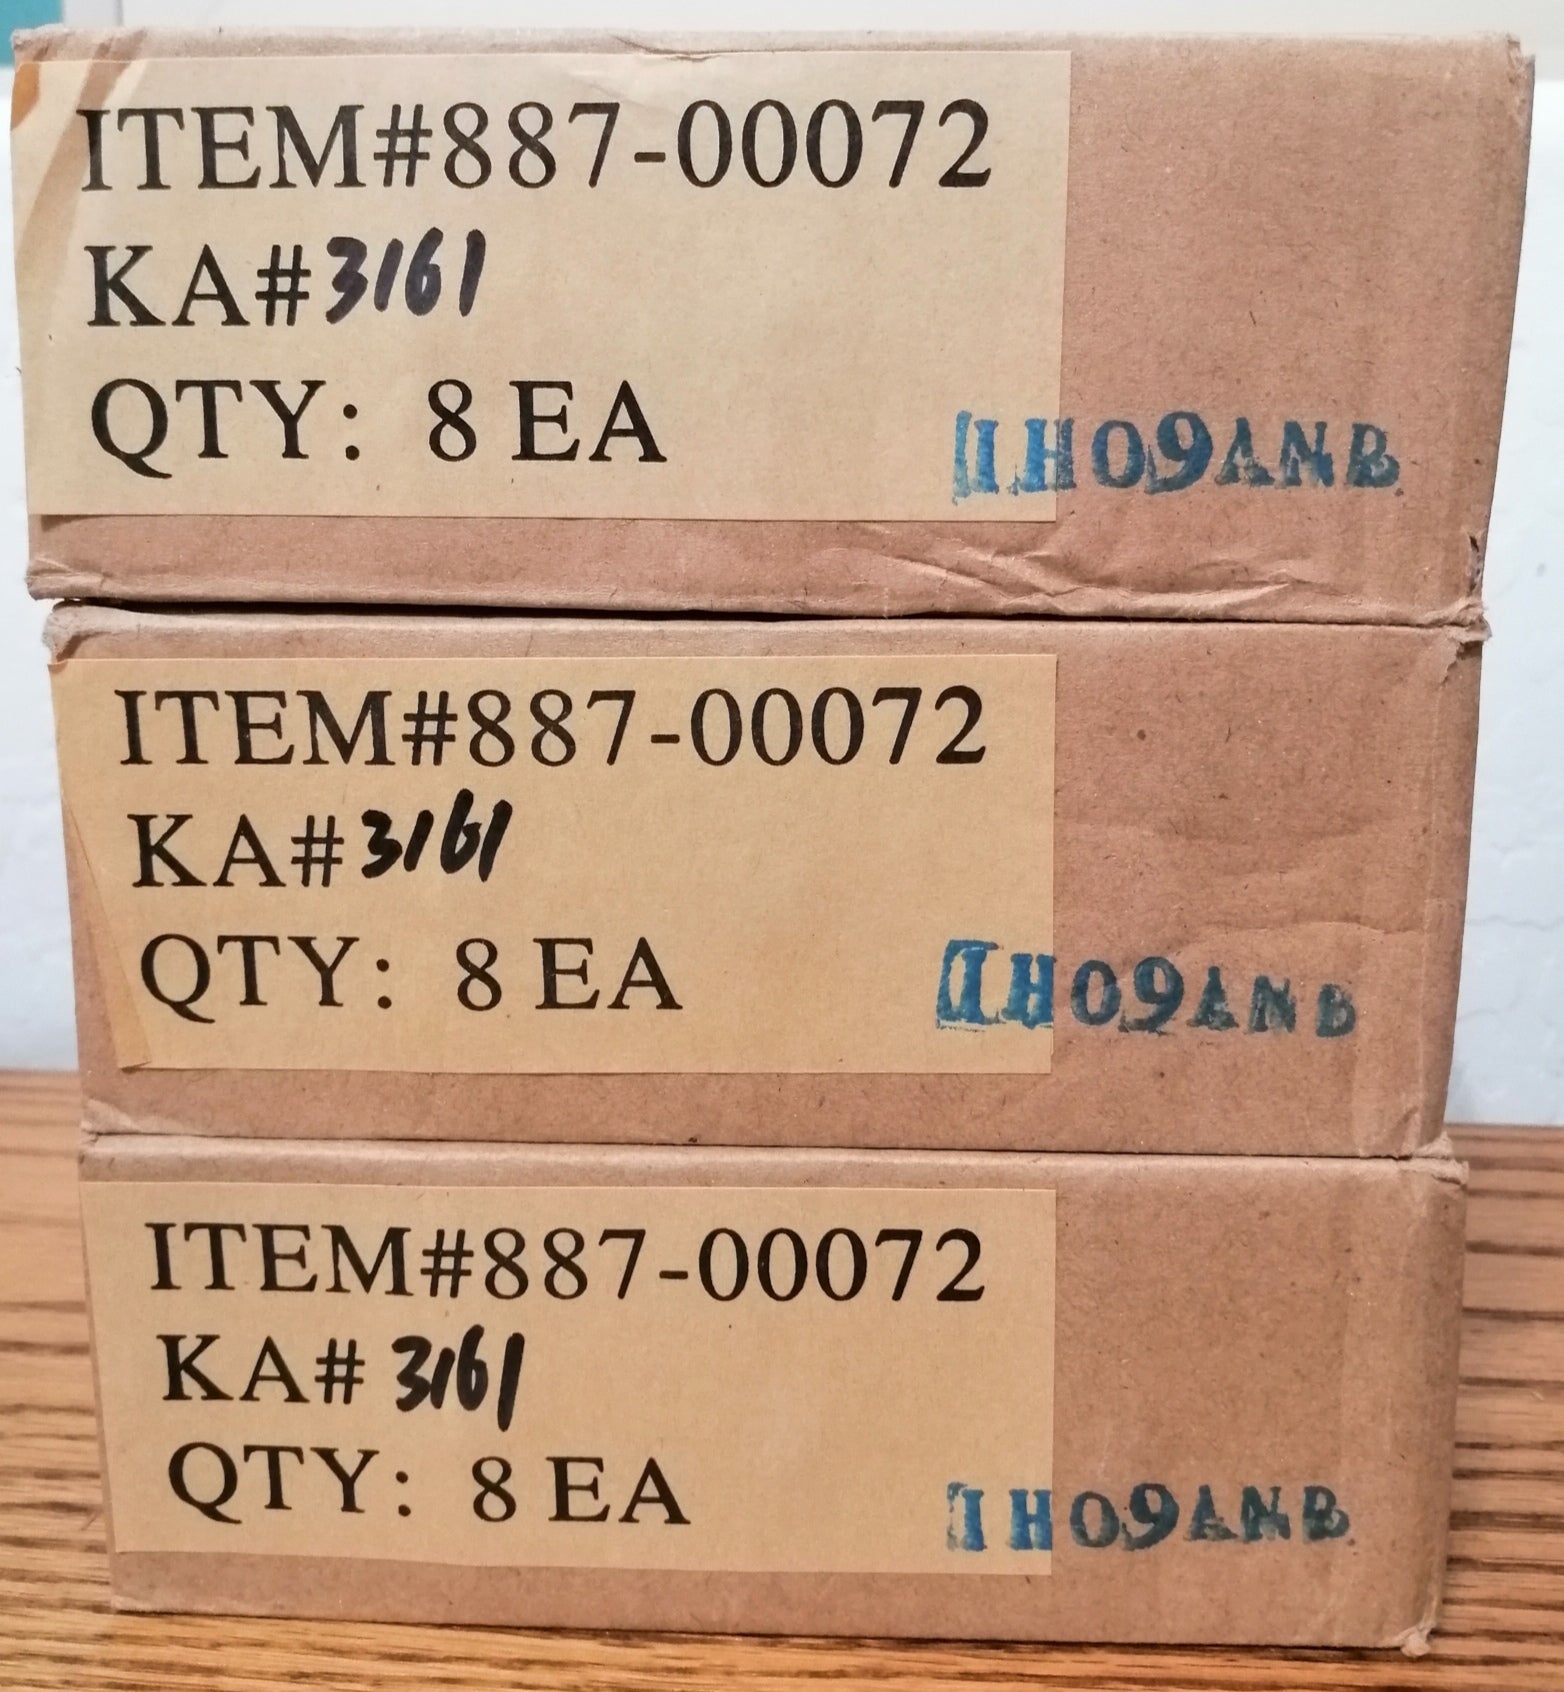 ITEM#887-00072
KA#3161
QTY: 8 EA
IH09ANB
ITEM#887-00072
KA#3161
QTY: 8 EA
IH09ANB
ITEM#887-00072
KA#3161
QTY: 8 EA
IH09ANB